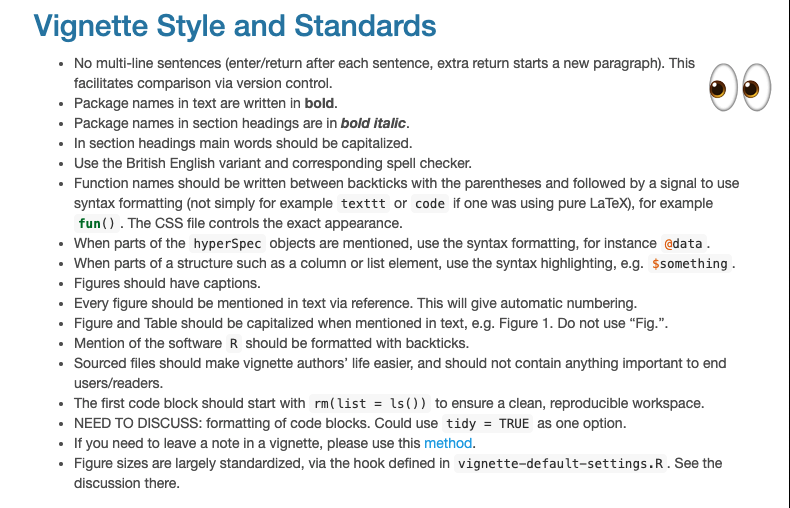 Vignette Style and Standards
• No multi-line sentences (enter/return after each sentence, extra return starts a new paragraph). This
facilitates comparison via version control.
• Package names in text are written in bold.
• Package names in section headings are in bold italic.
• In section headings main words should be capitalized.
• Use the British English variant and corresponding spell checker.
• Function names should be written between backticks with the parentheses and followed by a signal to use
syntax formatting (not simply for example texttt or code if one was using pure LaTeX), for example
fun() . The CSS file controls the exact appearance.
• When parts of the hyperSpec objects are mentioned, use the syntax formatting, for instance @data .
• When parts of a structure such as a column or list element, use the syntax highlighting, e.g. $something .
• Figures should have captions.
• Every figure should be mentioned in text via reference. This will give automatic numbering.
• Figure and Table should be capitalized when mentioned in text, e.g. Figure 1. Do not use “Fig.”.
• Mention of the software R should be formatted with backticks.
• Sourced files should make vignette authors’ life easier, and should not contain anything important to end
users/readers.
• The first code block should start with rm(list = ls()) to ensure a clean, reproducible workspace.
• NEED TO DISCUSS: formatting of code blocks. Could use tidy = TRUE as one option.
• If you need to leave a note in a vignette, please use this method.
• Figure sizes are largely standardized, via the hook defined in vignette-default-settings.R . See the
discussion there.